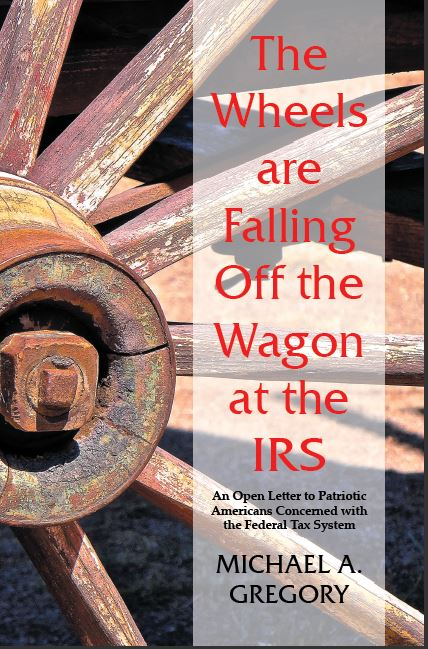 The
Wheels
are
Falling
Off the
Wagon
at the
IRS
An Open Letter to Patriotic
Americans Concerned with
the Federal Tax System
MICHAEL A.
GREGORY